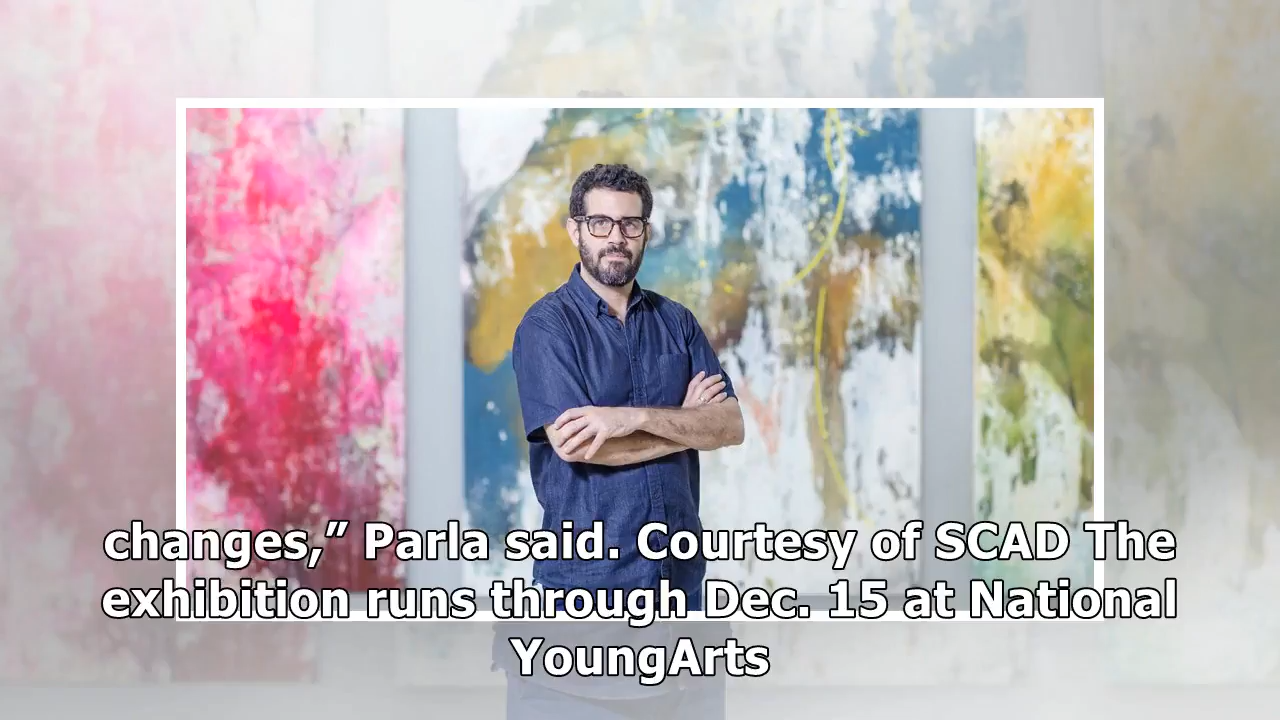 changes,” Parla said. Courtesy of SCAD The
exhibition runs through Dec. 15 at National
YoungArts